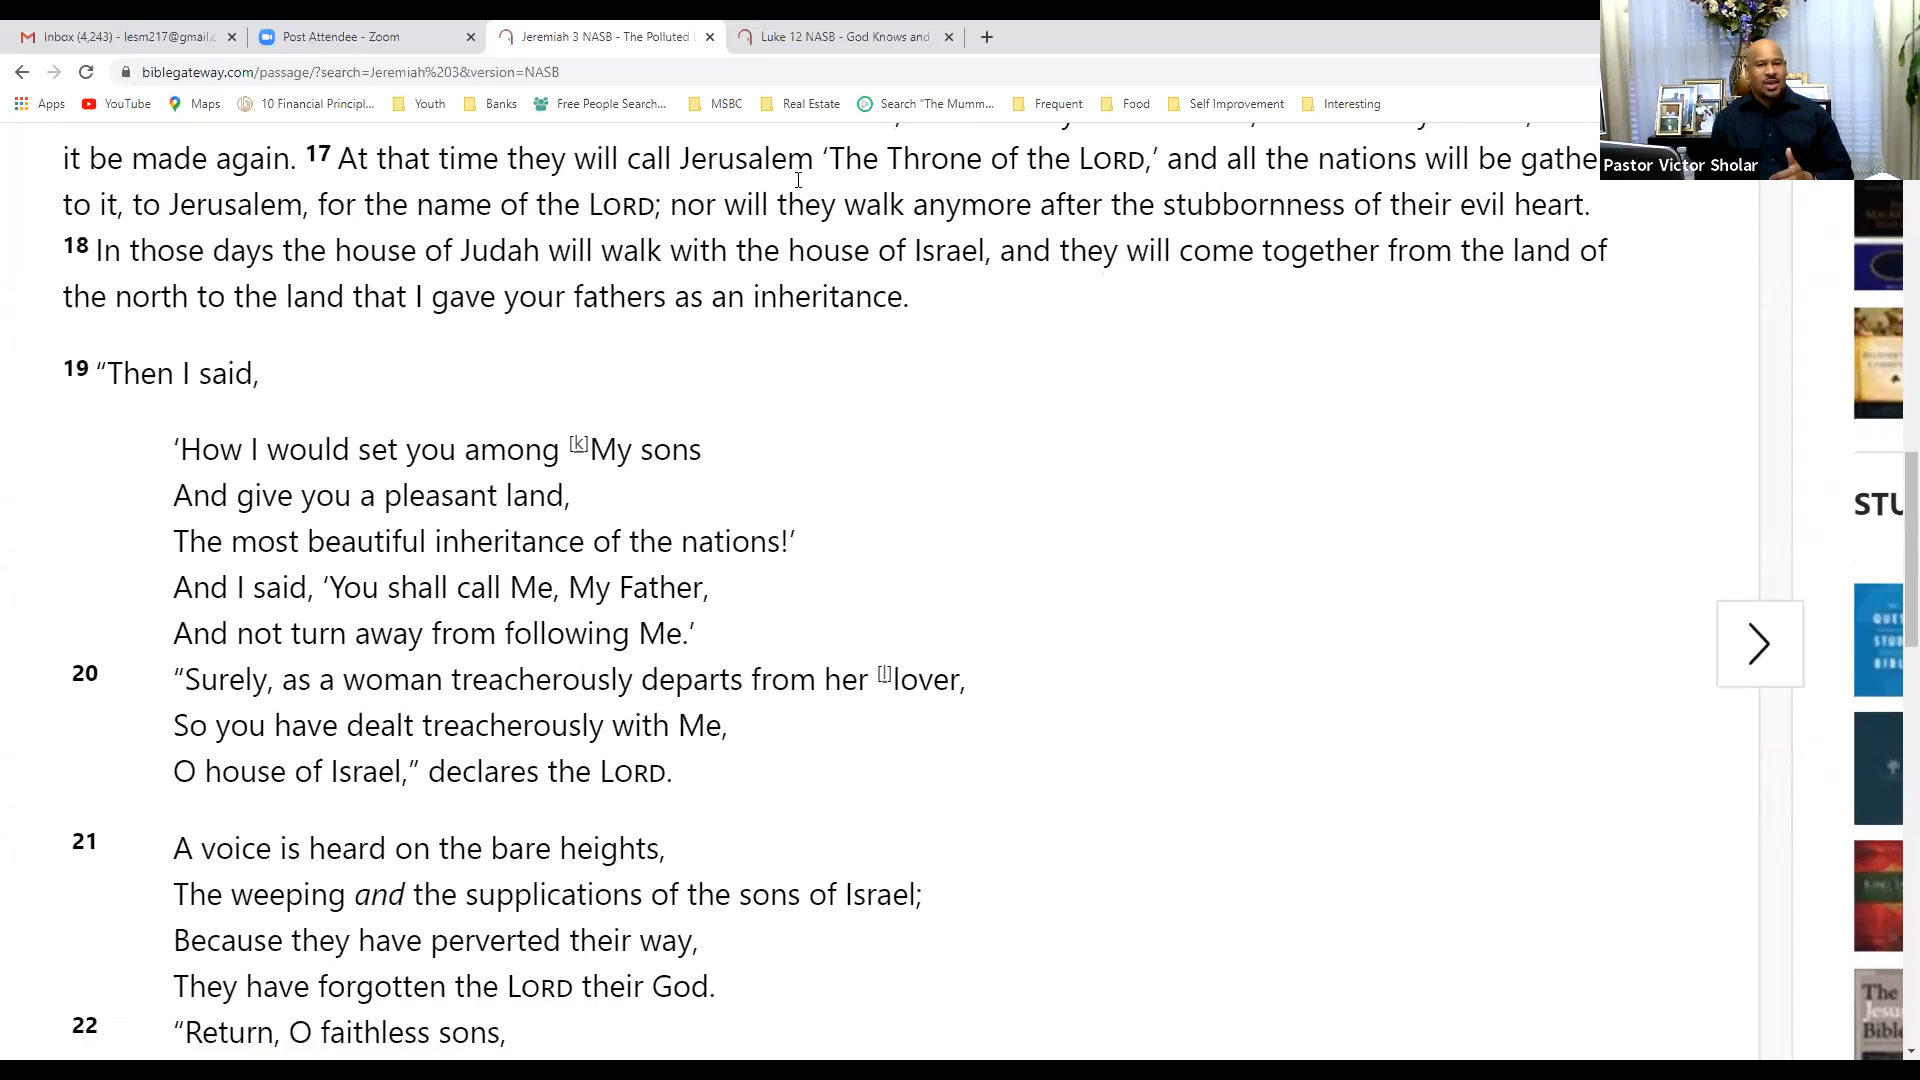 Inbox (4,243) - lesm217@gmail.c
Post Attendee - Zoom
Jeremiah 3 NASB - The Polluted
Luke 12 NASB - God Knows and
biblegateway.com/passage/?search=Jeremiah%203&version=NASB
Apps YouTube Maps 10 Financial Principl... Youth Banks Free People Search... MSBC Real Estate Search "The Mumm... Frequent Food Self Improvement Interesting
Pastor Victor Sholar
it be made again. 17 At that time they will call Jerusalem ‘The Throne of the LORD,’ and all the nations will be gathe
to it, to Jerusalem, for the name of the LORD; nor will they walk anymore after the stubbornness of their evil heart.
18 In those days the house of Judah will walk with the house of Israel, and they will come together from the land of
the north to the land that I gave your fathers as an inheritance.
19 “Then I said,
‘How I would set you among [k]My sons
And give you a pleasant land,
The most beautiful inheritance of the nations!’
And I said, ‘You shall call Me, My Father,
And not turn away from following Me.’
20 “Surely, as a woman treacherously departs from her [l]lover,
So you have dealt treacherously with Me,
O house of Israel,” declares the LORD.
21 A voice is heard on the bare heights,
The weeping and the supplications of the sons of Israel;
Because they have perverted their way,
They have forgotten the LORD their God.
22 “Return, O faithless sons,
STU
QUES
STU
BIBL
The
Jesu
Bible